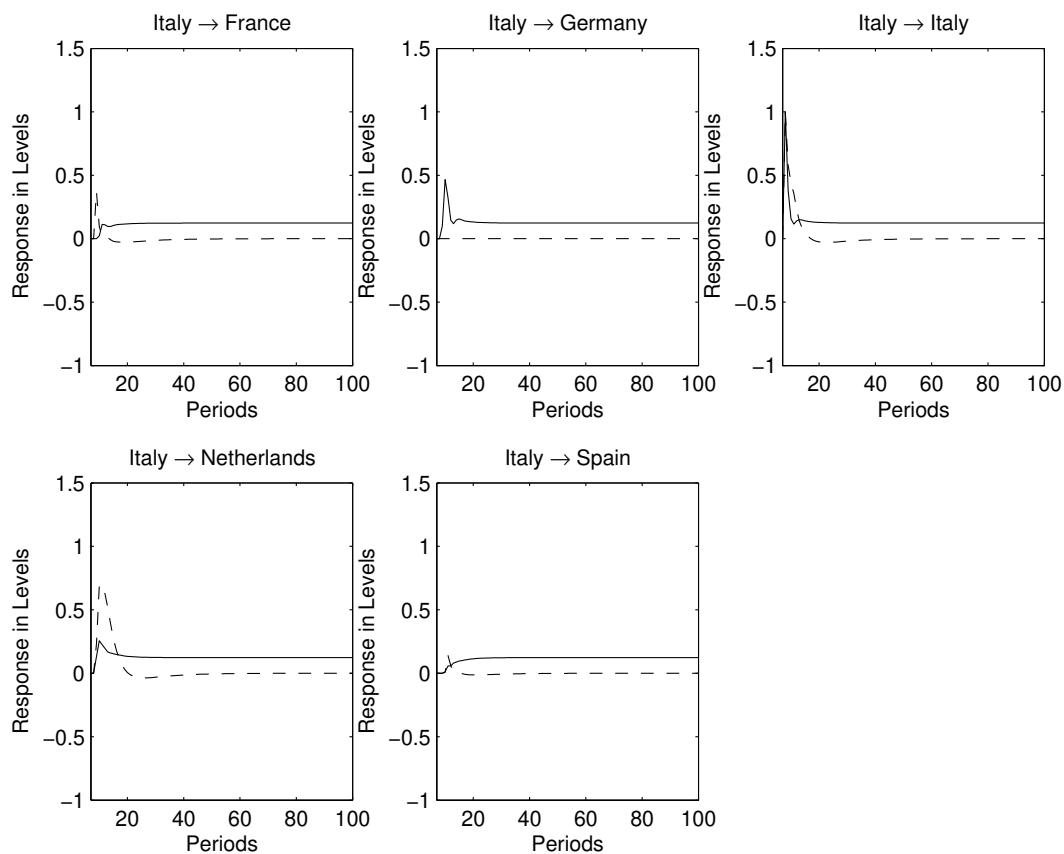 Italy → France
Response in Levels
1.5
1
0.5
0
−0.5
−1
20 40 60 80 100
Periods
Italy → Germany
Response in Levels
1.5
1
0.5
0
−0.5
−1
20 40 60 80 100
Periods
Italy → Italy
Response in Levels
1.5
1
0.5
0
−0.5
−1
20 40 60 80 100
Periods
Italy → Netherlands
Response in Levels
1.5
1
0.5
0
−0.5
−1
20 40 60 80 100
Periods
Italy → Spain
Response in Levels
1.5
1
0.5
0
−0.5
−1
20 40 60 80 100
Periods